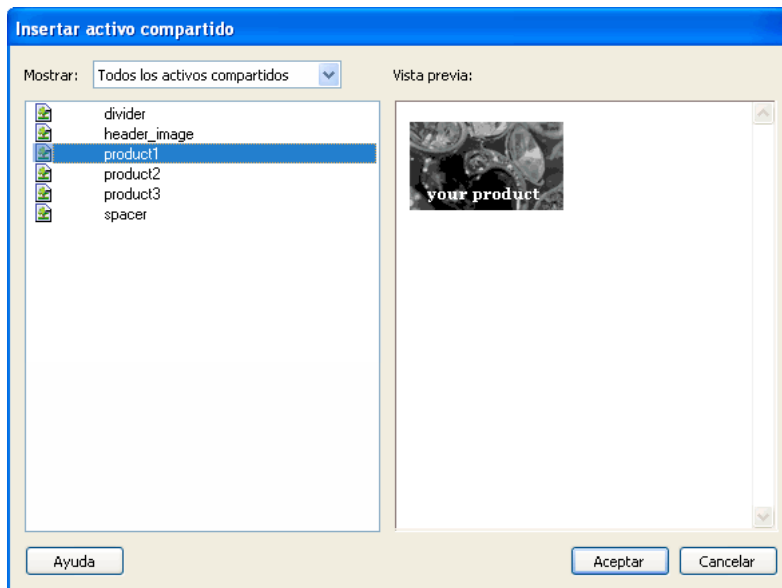 Insertar activo compartido
Mostrar: Todos los activos compartidos
Vista previa:
divider
header_image
product1
product2
product3
spacer
your product
Ayuda
Aceptar
Cancelar